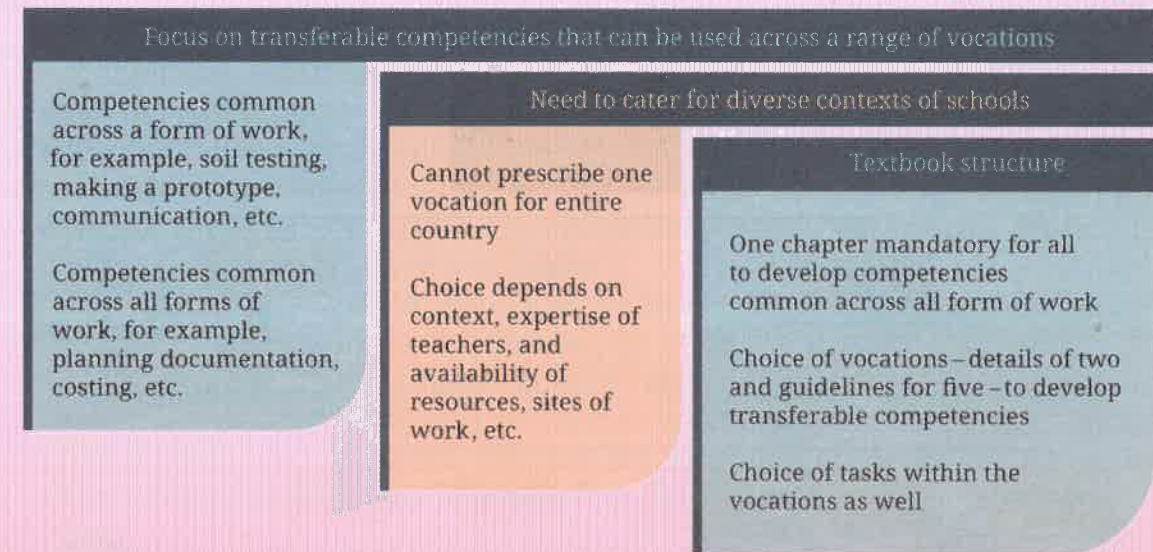 Focus on transferable competencies that can be used across a range of vocations
Competencies common
across a form of work,
for example, soil testing,
making a prototype,
communication, etc.
Competencies common
across all forms of
work, for example,
planning documentation,
costing, etc.
Need to cater for diverse contexts of schools
Cannot prescribe one
vocation for entire
country
Choice depends on
context, expertise of
teachers, and
availability of
resources, sites of
work, etc.
Textbook structure
One chapter mandatory for all
to develop competencies
common across all form of work
Choice of vocations – details of two
and guidelines for five – to develop
transferable competencies
Choice of tasks within the
vocations as well